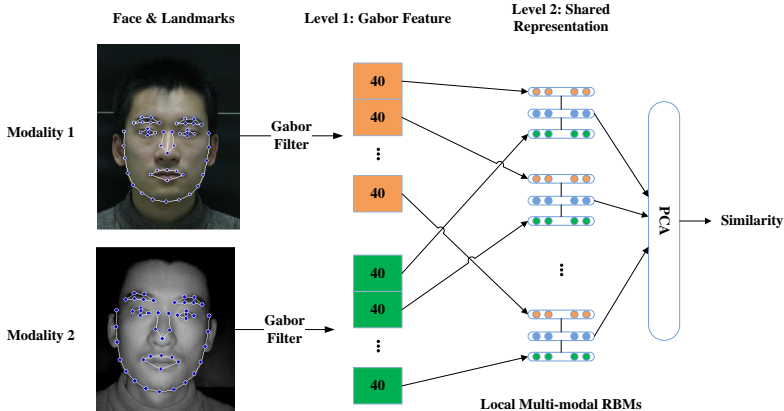 Face & Landmarks
Level 1: Gabor Feature
Level 2: Shared
Representation
Modality 1
Gabor
Filter
40
40
40
Modality 2
Gabor
Filter
40
40
40
PCA
Similarity
Local Multi-modal RBMs